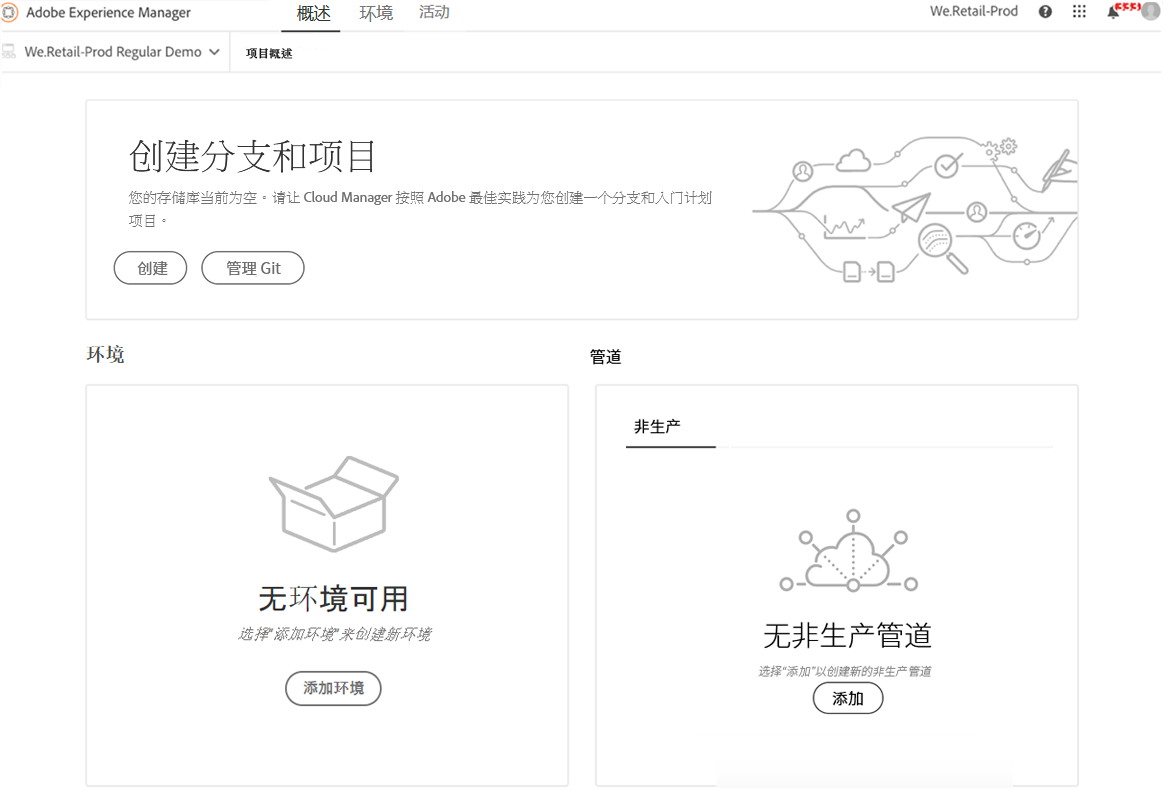 Adobe Experience Manager
概述 环境 活动
We.Retail-Prod
We.Retail-Prod Regular Demo
项目概述
创建分支和项目
您的存储库当前为空。请让 Cloud Manager 按照 Adobe 最佳实践为您创建一个分支和入门计划
项目。
创建
管理 Git
环境
无环境可用
选择"添加环境"来创建新环境
添加环境
管道
非生产
无非生产管道
选择“添加”以创建新的非生产管道
添加